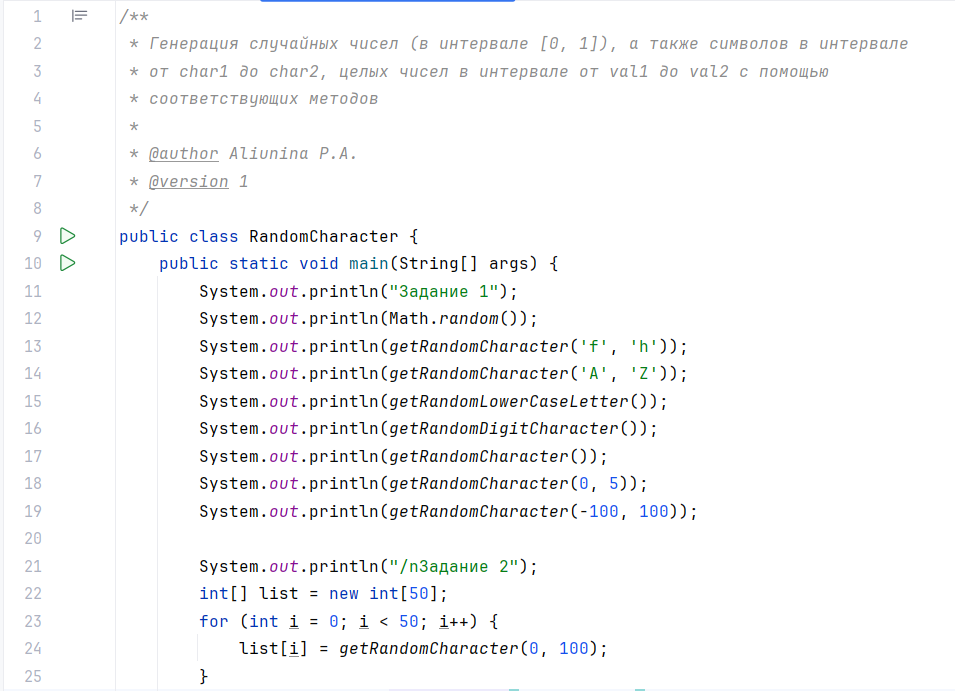 1 /**
2 * Генерация случайных чисел (в интервале [0, 1]), а также символов в интервале
3 * от char1 до char2, целых чисел в интервале от val1 до val2 с помощью
4 * соответствующих методов
5 *
6 * @author Aliunina P.A.
7 * @version 1
8 */
9 public class RandomCharacter {
10 public static void main(String[] args) {
11 System.out.println("Задание 1");
12 System.out.println(Math.random());
13 System.out.println(getRandomCharacter('f', 'h'));
14 System.out.println(getRandomCharacter('A', 'Z'));
15 System.out.println(getRandomLowerCaseLetter());
16 System.out.println(getRandomDigitCharacter());
17 System.out.println(getRandomCharacter());
18 System.out.println(getRandomCharacter(0, 5));
19 System.out.println(getRandomCharacter(-100, 100));
20
21 System.out.println("/nЗадание 2");
22 int[] list = new int[50];
23 for (int i = 0; i < 50; i++) {
24 list[i] = getRandomCharacter(0, 100);
25 }